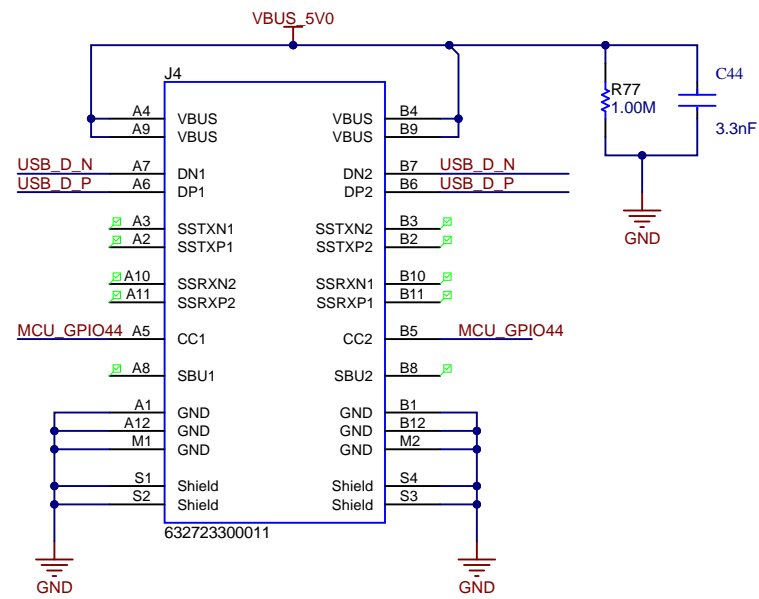 VBUS_5V0
J4
C44
R77
1.00M
3.3nF
A4 VBUS VBUS B4
A9 VBUS VBUS B9
USB_D_N A7 DN1 DN2 B7 USB_D_N
USB_D_P A6 DP1 DP2 B6 USB_D_P
GND
A3 SSTXN1 SSTXN2 B3
A2 SSTXP1 SSTXP2 B2
A10 SSRXN2 SSRXN1 B10
A11 SSRXP2 SSRXP1 B11
MCU_GPIO44 A5 CC1 CC2 B5 MCU_GPIO44
A8 SBU1 SBU2 B8
A1 GND GND B1
A12 GND GND B12
M1 GND GND M2
S1 Shield Shield S4
S2 Shield Shield S3
632723300011
GND GND